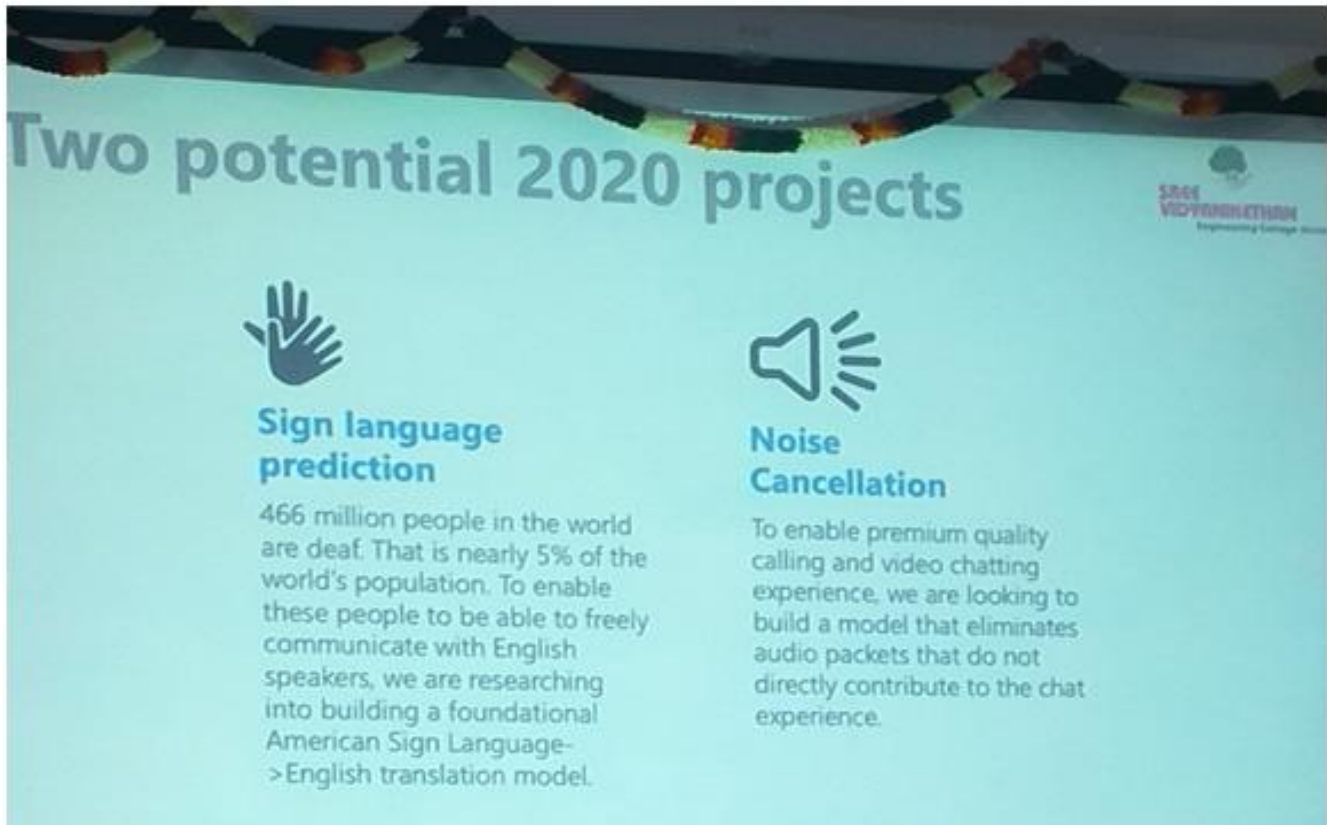 Two potential 2020 projects
SREE
VIDYANIKETHAN
Engineering College
Sign language
prediction
466 million people in the world
are deaf. That is nearly 5% of the
world's population. To enable
these people to be able to freely
communicate with English
speakers, we are researching
into building a foundational
American Sign Language-
>English translation model.
Noise
Cancellation
To enable premium quality
calling and video chatting
experience, we are looking to
build a model that eliminates
audio packets that do not
directly contribute to the chat
experience.